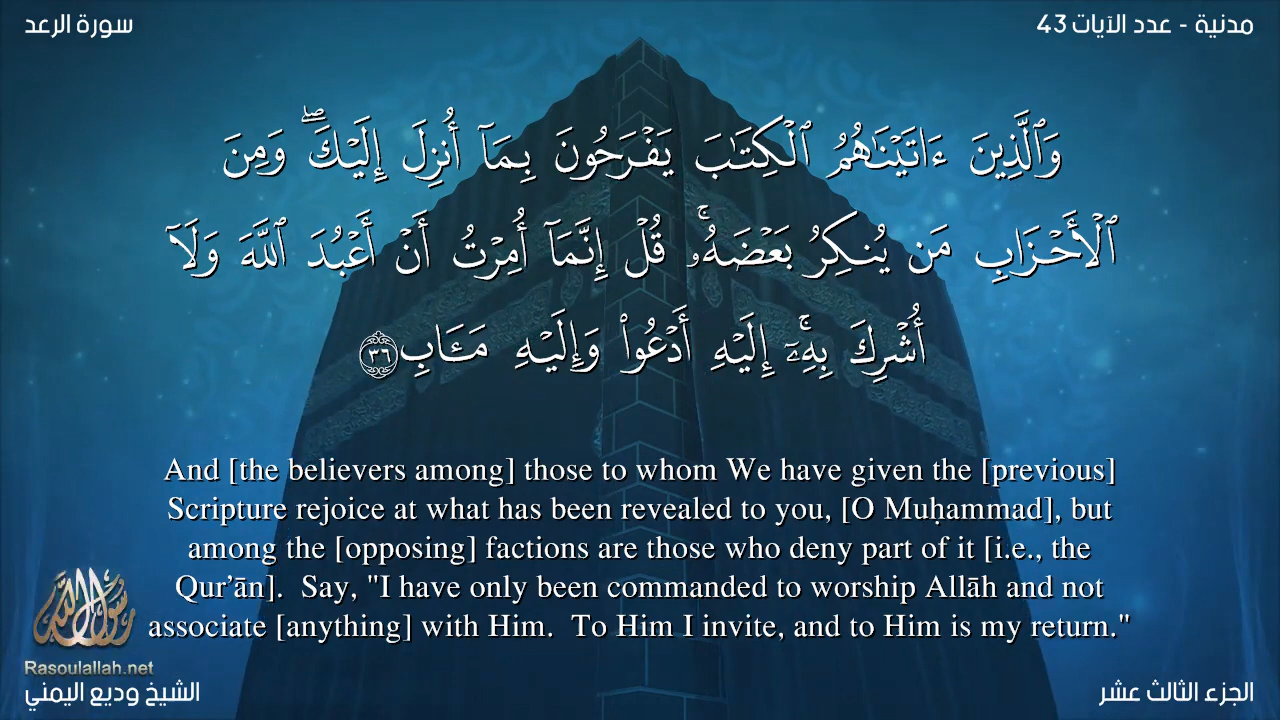 سورة الرعد
مدنية - عدد الآيات 43
وَٱلَّذِينَ ءَاتَيْنَٰهُمُ ٱلْكِتَٰبَ يَفْرَحُونَ بِمَآ أُنزِلَ إِلَيْكَ ۖ وَمِنَ
ٱلْأَحْزَابِ مَن يُنكِرُ بَعْضَهُۥ ۚ قُلْ إِنَّمَآ أُمِرْتُ أَنْ أَعْبُدَ ٱللَّهَ وَلَآ
أُشْرِكَ بِهِۦٓ ۚ إِلَيْهِ أَدْعُوا۟ وَإِلَيْهِ مَـَٔابِ ٣٦
And [the believers among] those to whom We have given the [previous]
Scripture rejoice at what has been revealed to you, [O Muḥammad], but
among the [opposing] factions are those who deny part of it [i.e., the
Qur’ān].  Say, "I have only been commanded to worship Allāh and not
associate [anything] with Him.  To Him I invite, and to Him is my return."
رسول الله
Rasoulallah.net
الشيخ وديع اليمني
الجزء الثالث عشر